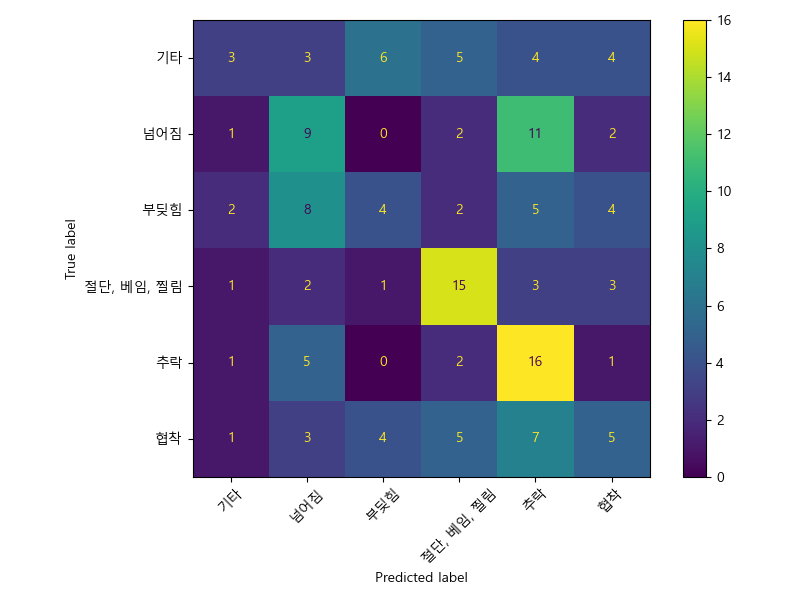 기타 3 3 6 5 4 4
넘어짐 1 9 0 2 11 2
부딪힘 2 8 4 2 5 4
절단, 베임, 찔림 1 2 1 15 3 3
추락 1 5 0 2 16 1
협착 1 3 4 5 7 5
True label
기타
넘어짐
부딪힘
절단, 베임, 찔림
추락
협착
Predicted label
16
14
12
10
8
6
4
2
0